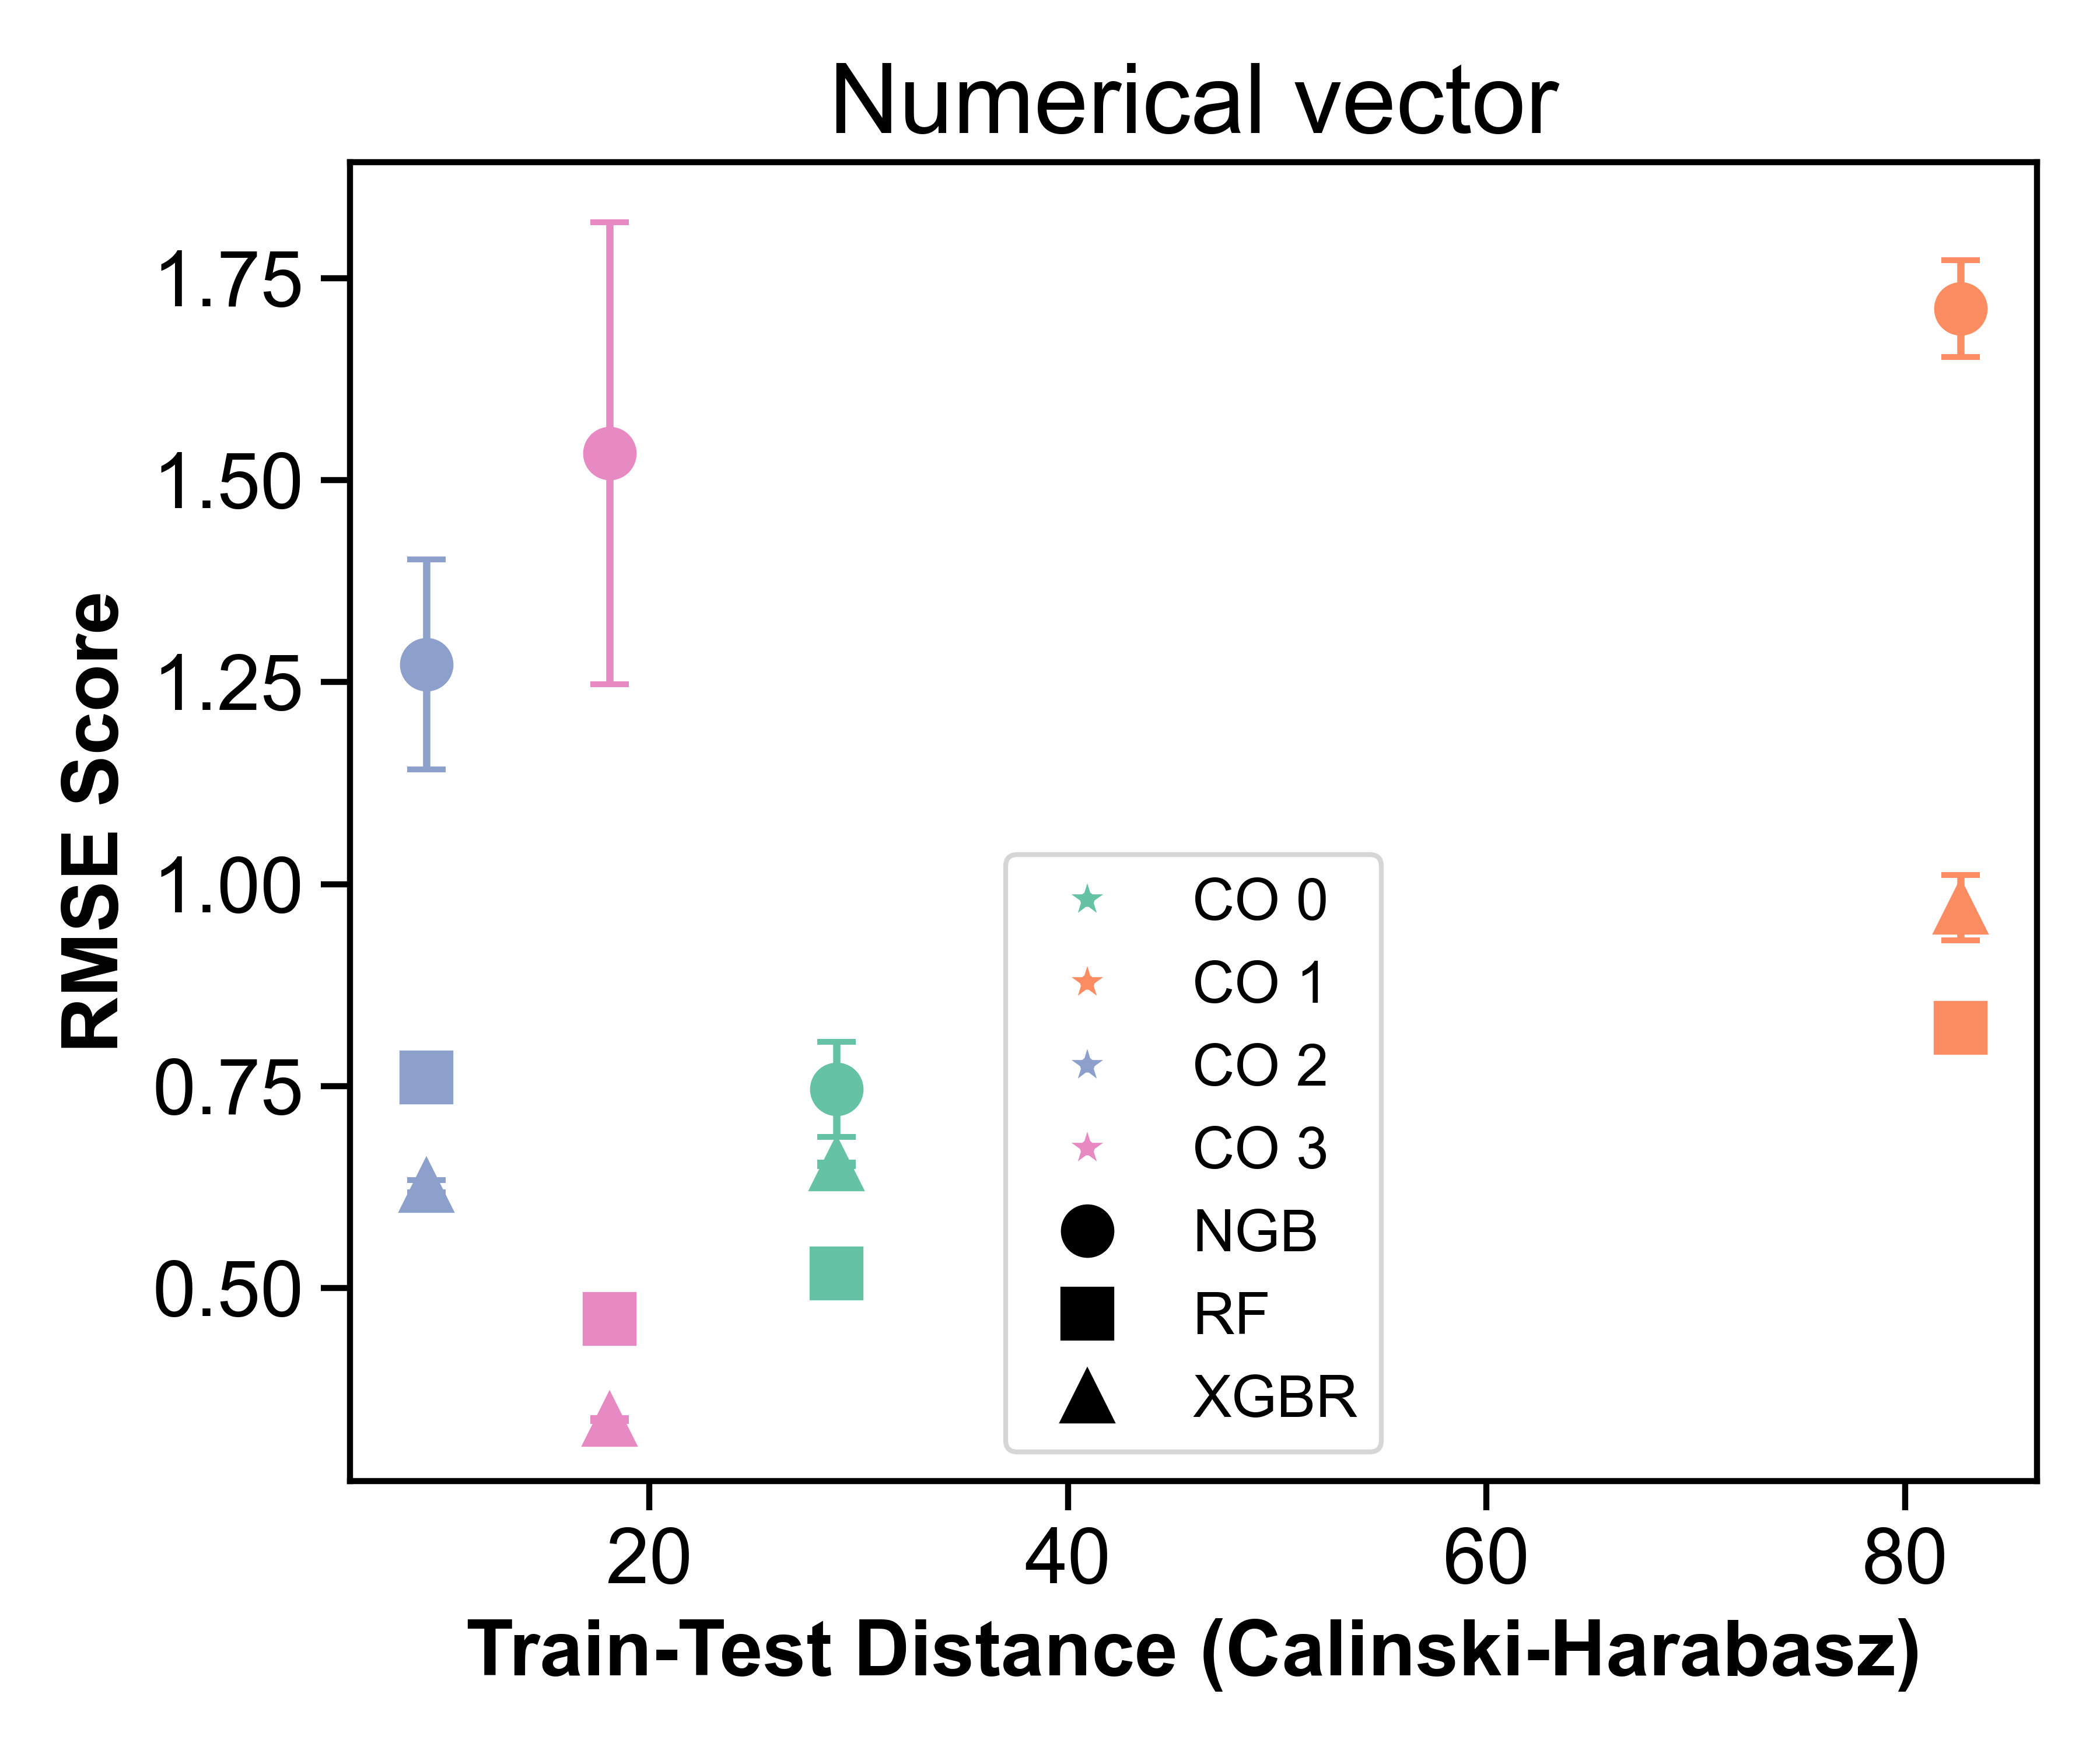 Numerical vector
1.75
1.50
1.25
1.00
0.75
0.50
RMSE Score
CO 0
CO 1
CO 2
CO 3
NGB
RF
XGBR
20 40 60 80
Train-Test Distance (Calinski-Harabasz)